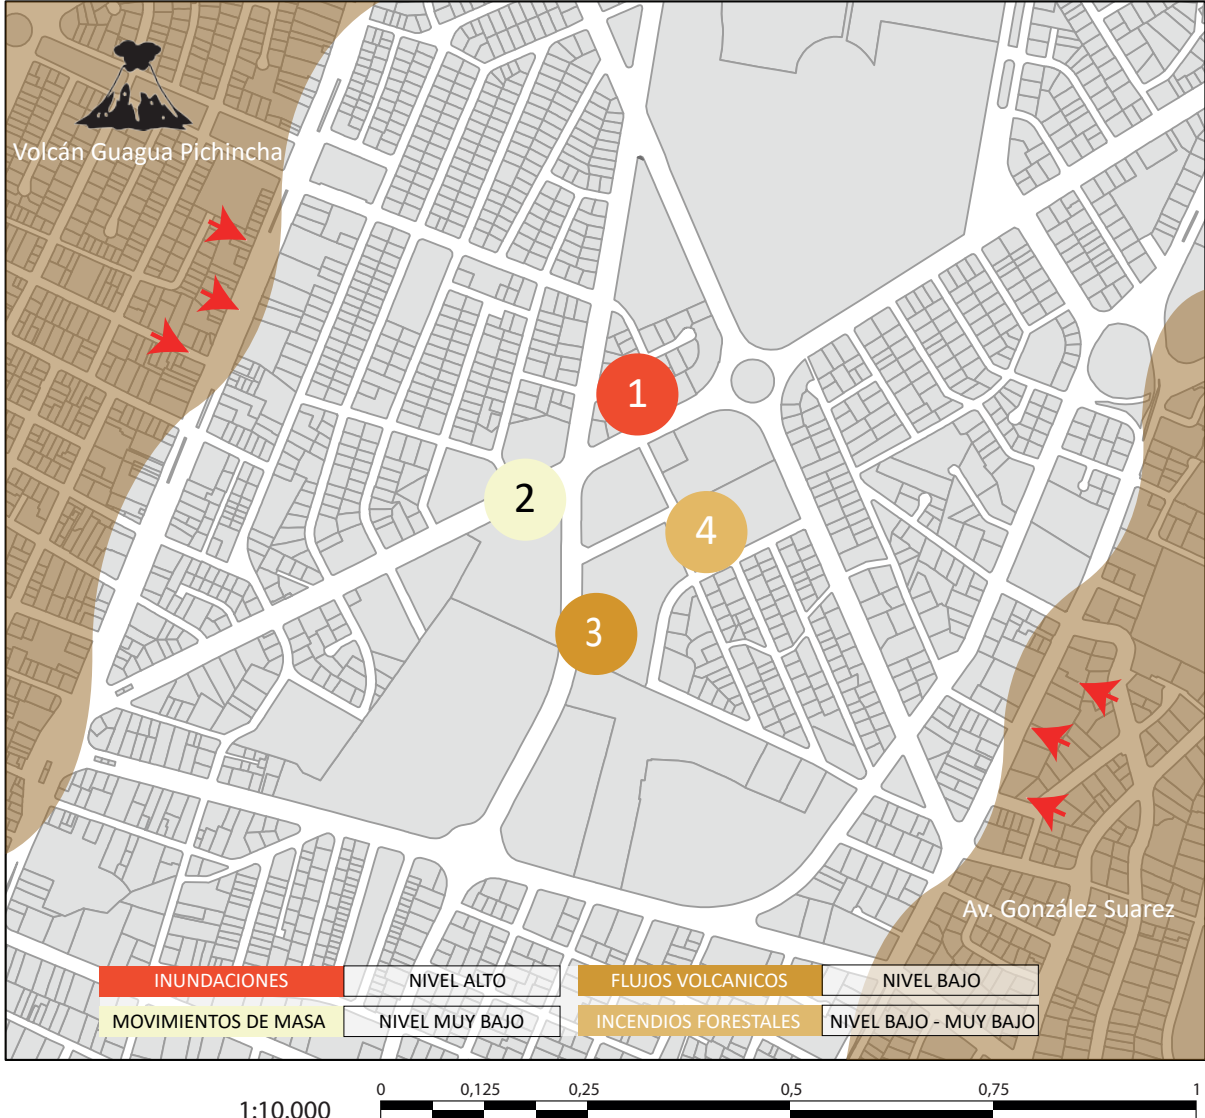 Volcán Guagua Pichincha
1
2
4
3
Av. González Suarez
INUNDACIONES NIVEL ALTO FLUJOS VOLCANICOS NIVEL BAJO
MOVIMIENTOS DE MASA NIVEL MUY BAJO INCENDIOS FORESTALES NIVEL BAJO - MUY BAJO
0 0,125 0,25 0,5 0,75 1
1:10.000